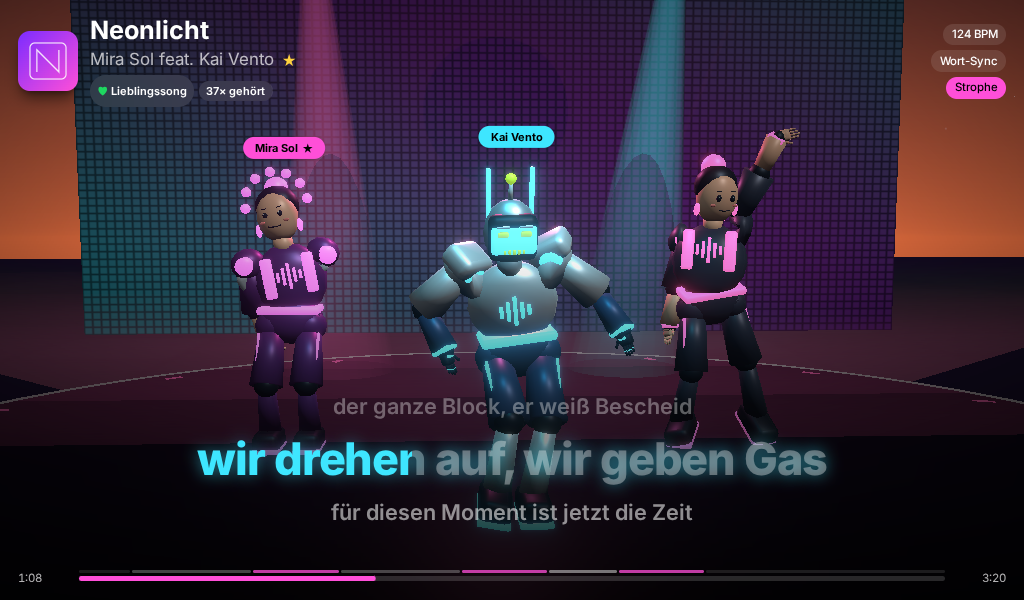 Neonlicht
Mira Sol feat. Kai Vento ★
Lieblingssong
37× gehört
124 BPM
Wort-Sync
Strophe
Mira Sol ★
Kai Vento
der ganze Block, er weiß Bescheid
wir drehen auf, wir geben Gas
für diesen Moment ist jetzt die Zeit
1:08
3:20